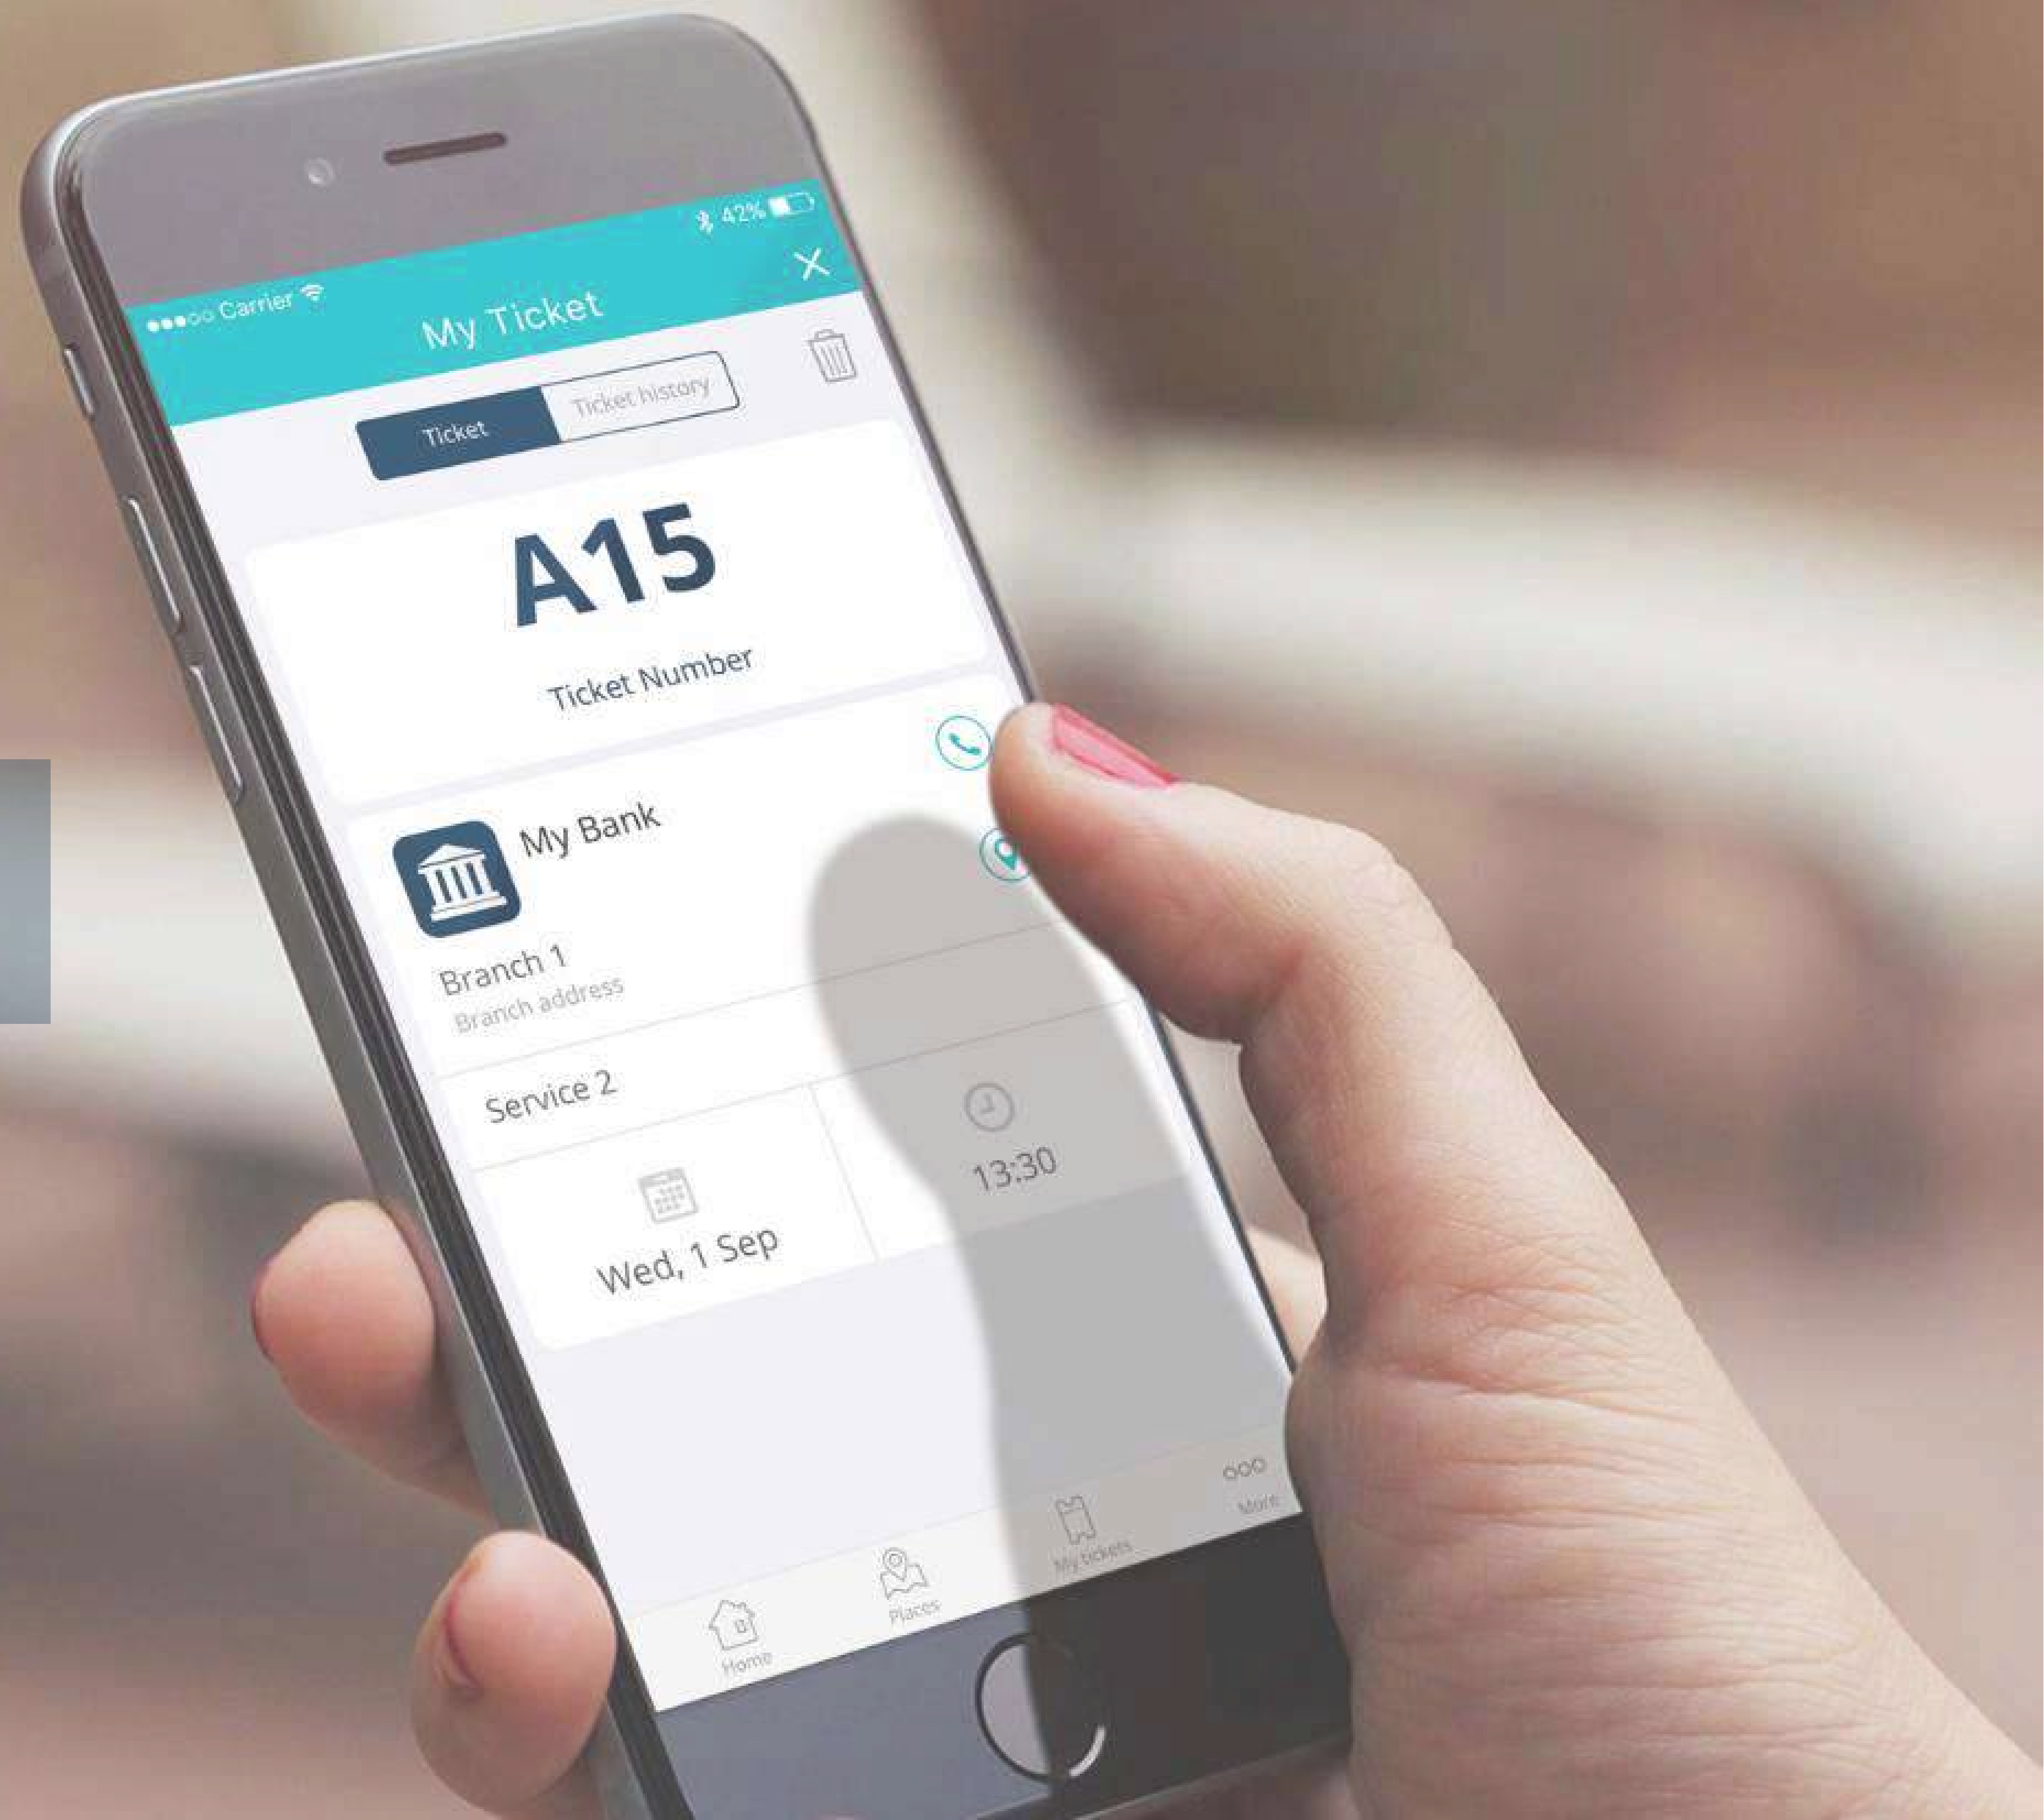 Carrier 42%
My Ticket
Ticket Ticket history
A15
Ticket Number
My Bank
Branch 1
Branch address
Service 2
Wed, 1 Sep 13:30
Home Places My tickets More